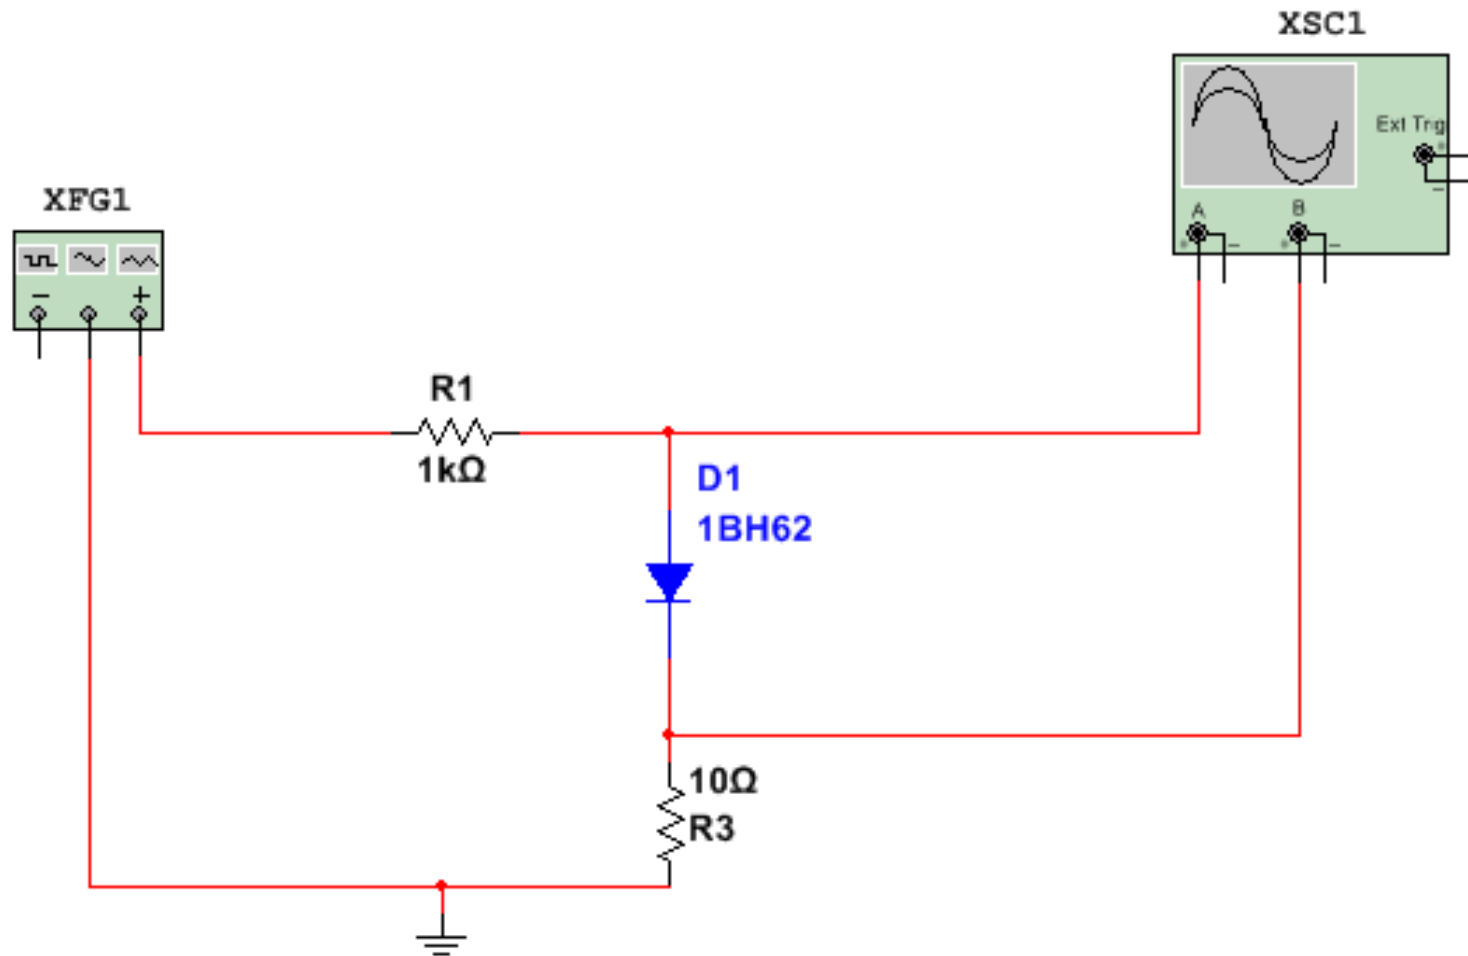 XSC1
Ext Trig
+
-
A
B
+ -
+ -
XFG1
- +
R1
1kΩ
D1
1BH62
10Ω
R3